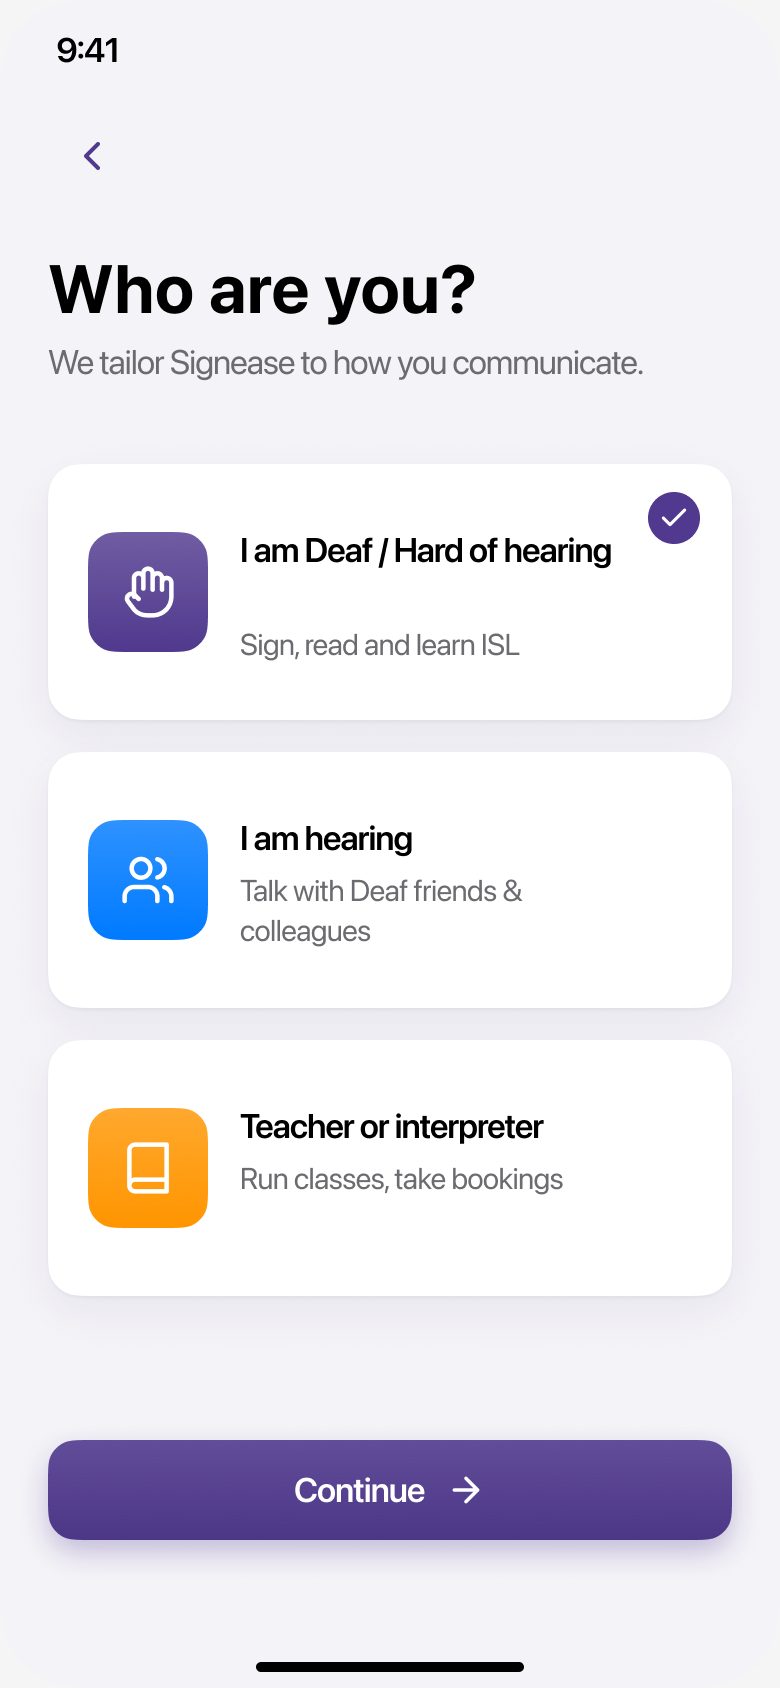 9:41
Who are you?
We tailor Signease to how you communicate.
I am Deaf / Hard of hearing
Sign, read and learn ISL
I am hearing
Talk with Deaf friends &
colleagues
Teacher or interpreter
Run classes, take bookings
Continue